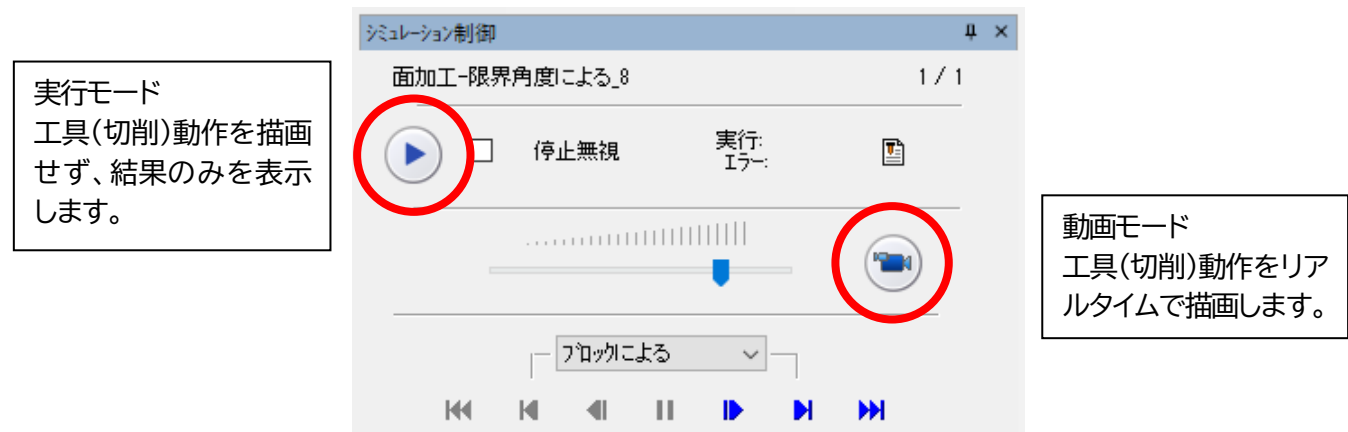 実行モード
工具(切削)動作を描画
せず、結果のみを表示
します。
ｼﾐｭﾚｰｼｮﾝ制御
面加工-限界角度による_8
1 / 1
停止無視
実行:
ｴﾗｰ:
ﾌﾞﾛｯｸによる
動画モード
工具(切削)動作をリア
ルタイムで描画します。